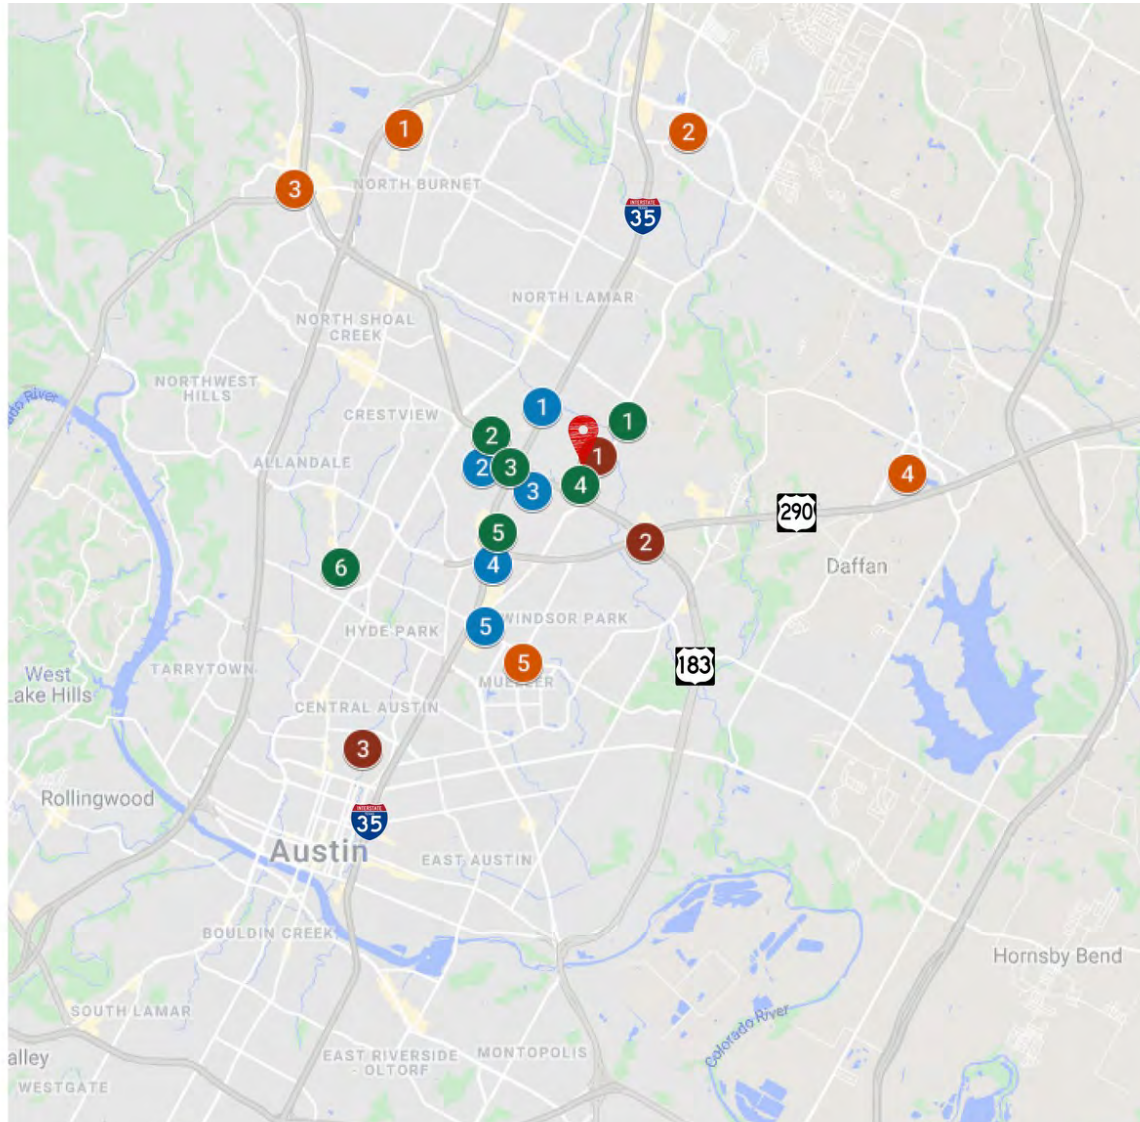 1
2
3
NORTH BURNET
INTERSTATE
35
NORTH LAMAR
NORTH SHOAL
CREEK
NORTHWEST
HILLS
CRESTVIEW
1
1
2
ALLANDALE
2
3
1
4
3
4
290
5
2
4
6
Daffan
HYDE PARK
5
WINDSOR PARK
5
183
West
Lake Hills
TARRYTOWN
MUELLER
CENTRAL AUSTIN
3
Rollingwood
INTERSTATE
35
Austin
EAST AUSTIN
BOULDIN CREEK
Hornsby Bend
SOUTH LAMAR
Colorado River
EAST RIVERSIDE
- OLTORF
MONTOPOLIS
alley
WESTGATE